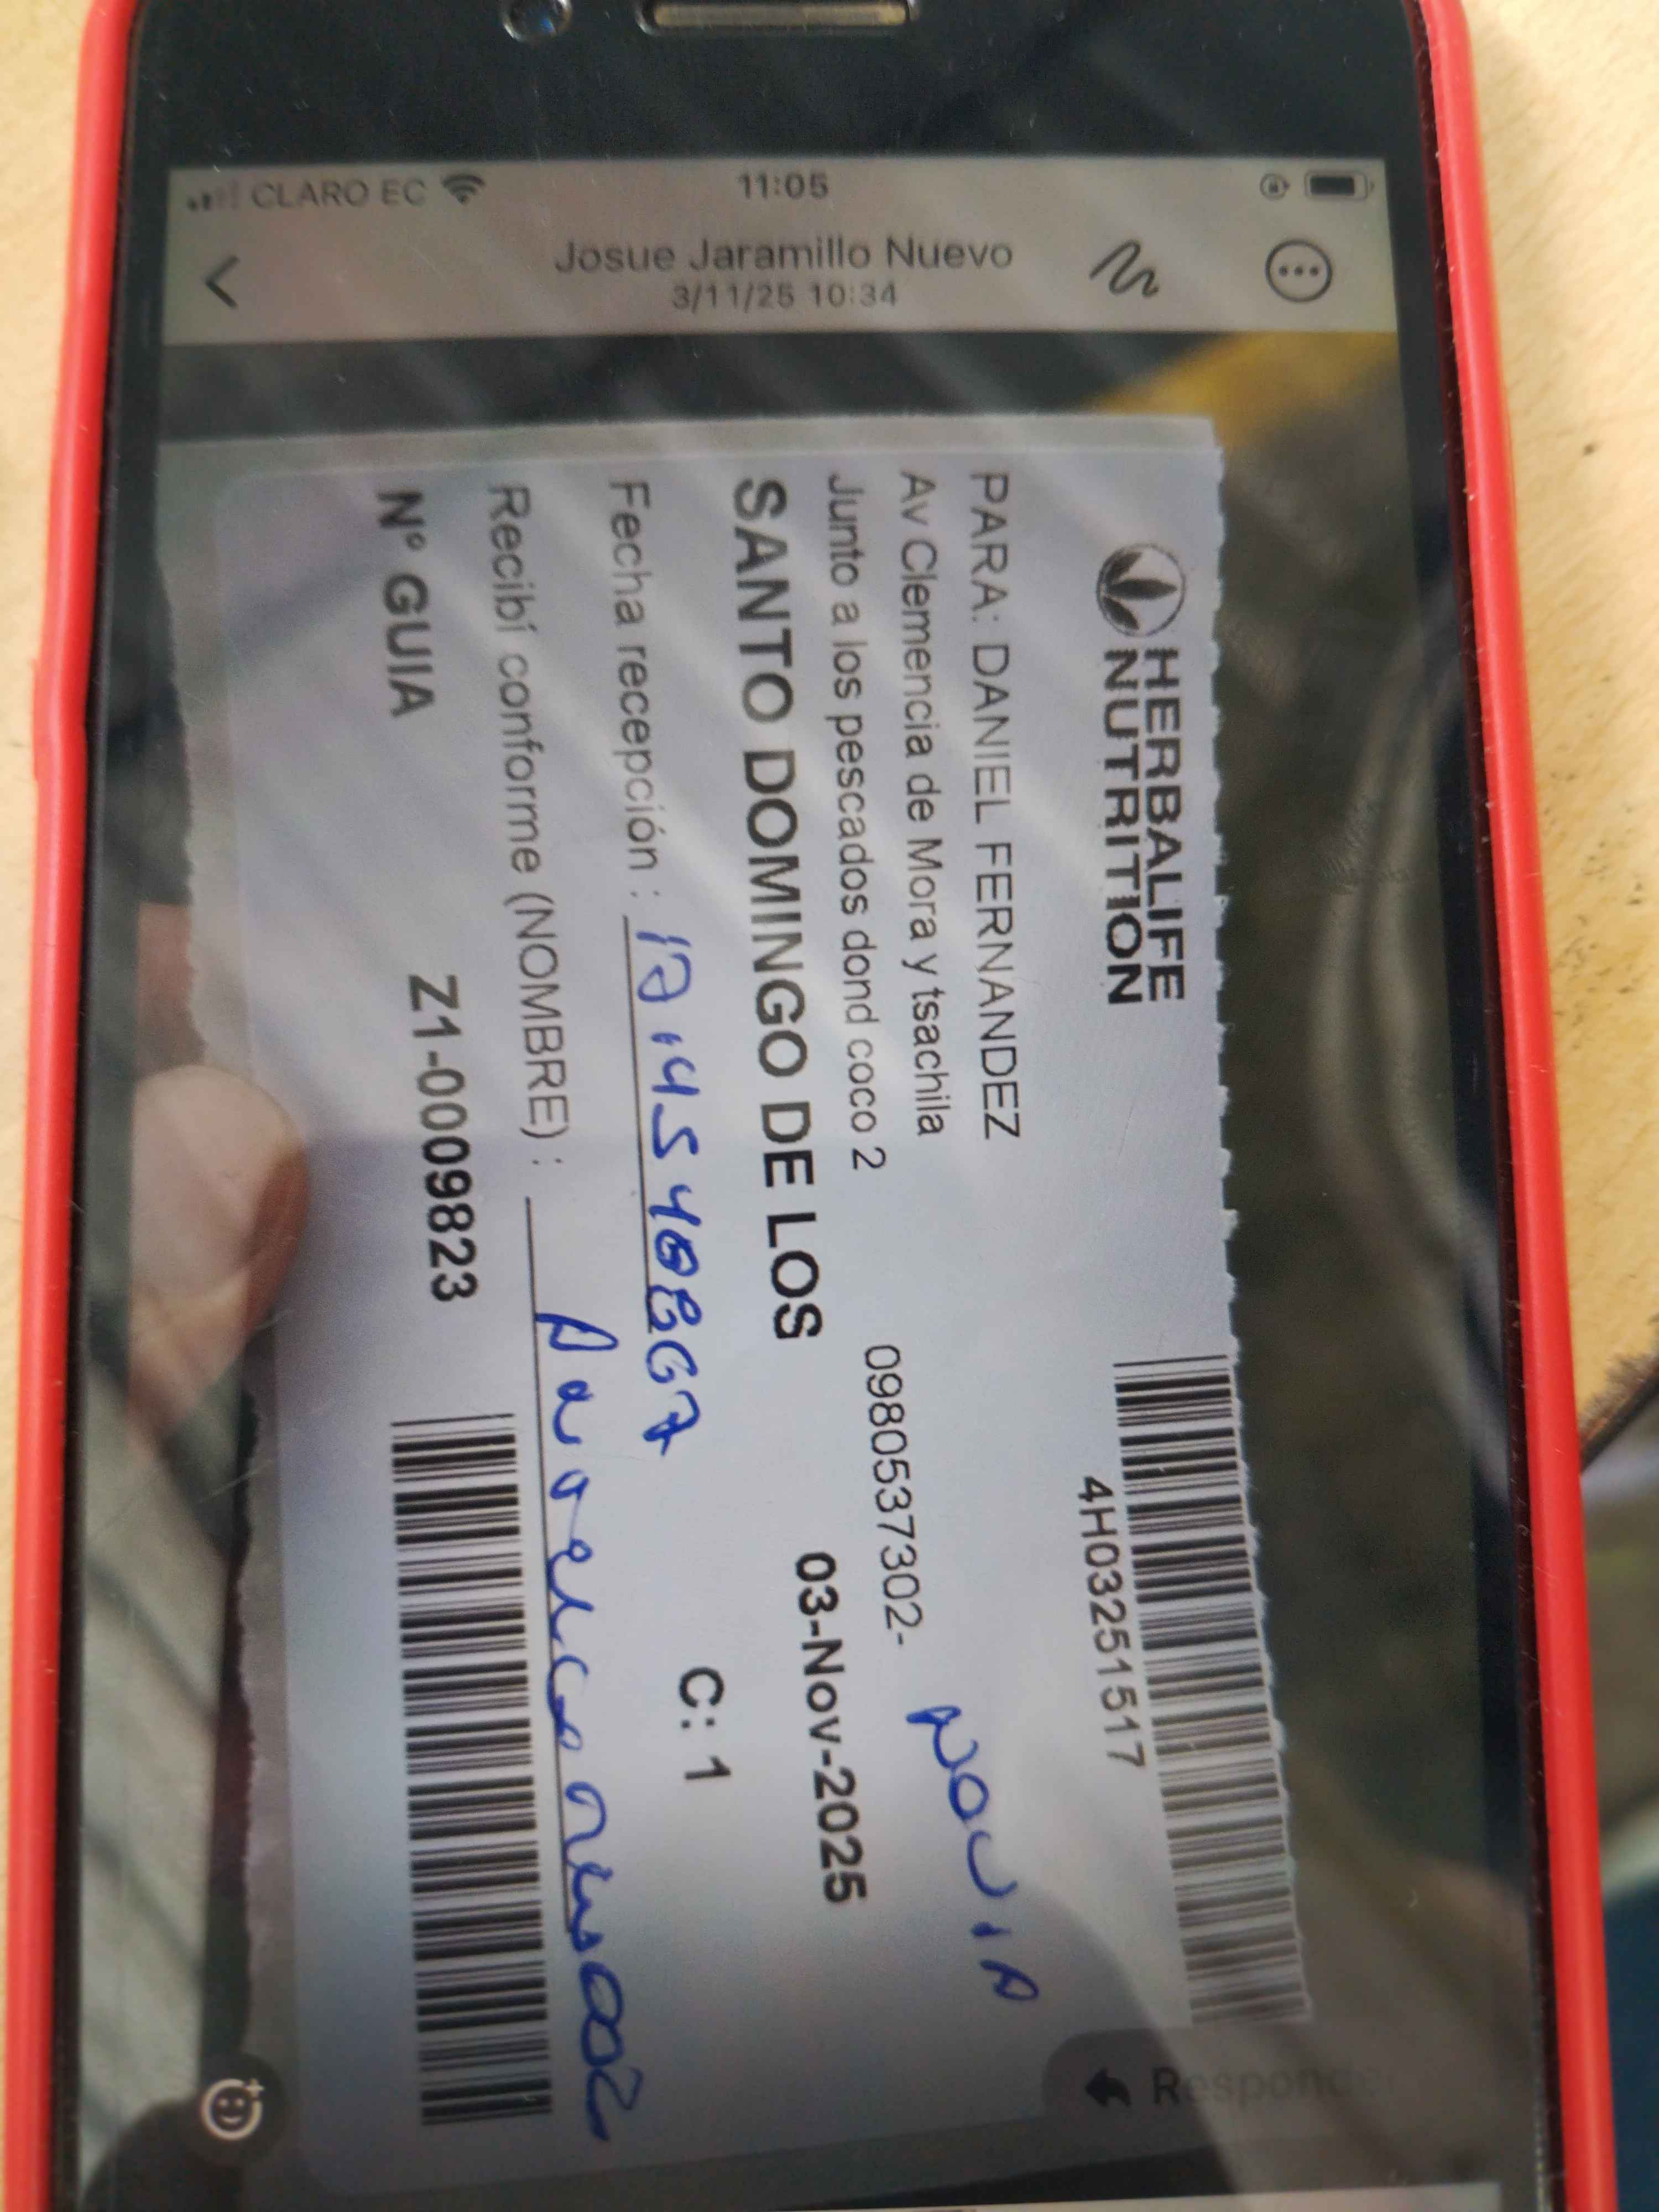 CLARO EC
11:05
Josue Jaramillo Nuevo
3/11/25 10:34
HERBALIFE
NUTRITION
4H03251517
PARA: DANIEL FERNANDEZ
Av Clemencia de Mora y tsachila
Junto a los pescados dond coco 2
0980537302-
SANTO DOMINGO DE LOS
03-Nov-2025
Fecha recepción :
C: 1
Recibí conforme (NOMBRE) :
Nº GUIA
Z1-0009823
Responde